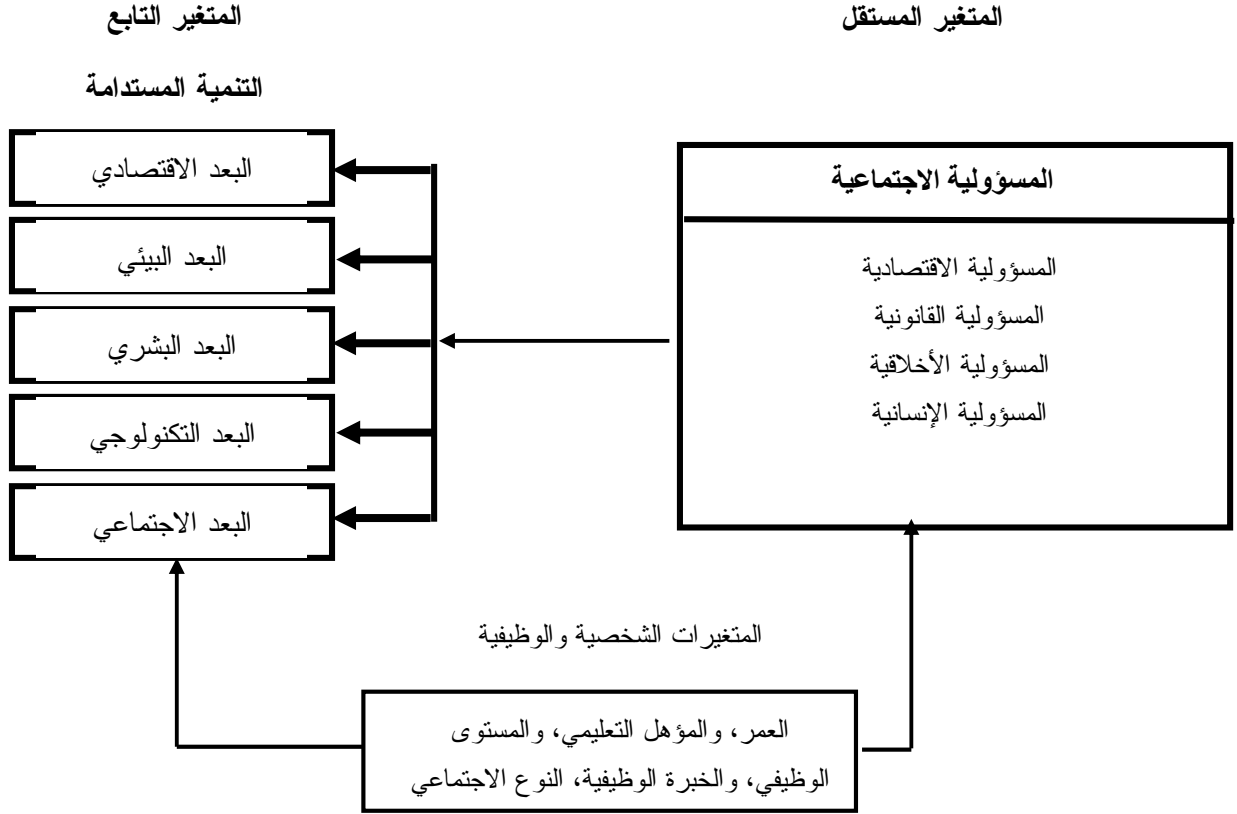 المتغير المستقل
المتغير التابع
التنمية المستدامة
المسؤولية الاجتماعية
المسؤولية الاقتصادية
المسؤولية القانونية
المسؤولية الأخلاقية
المسؤولية الإنسانية
البعد الاقتصادي
البعد البيئي
البعد البشري
البعد التكنولوجي
البعد الاجتماعي
المتغيرات الشخصية والوظيفية
العمر، والمؤهل التعليمي، والمستوى
الوظيفي، والخبرة الوظيفية، النوع الاجتماعي